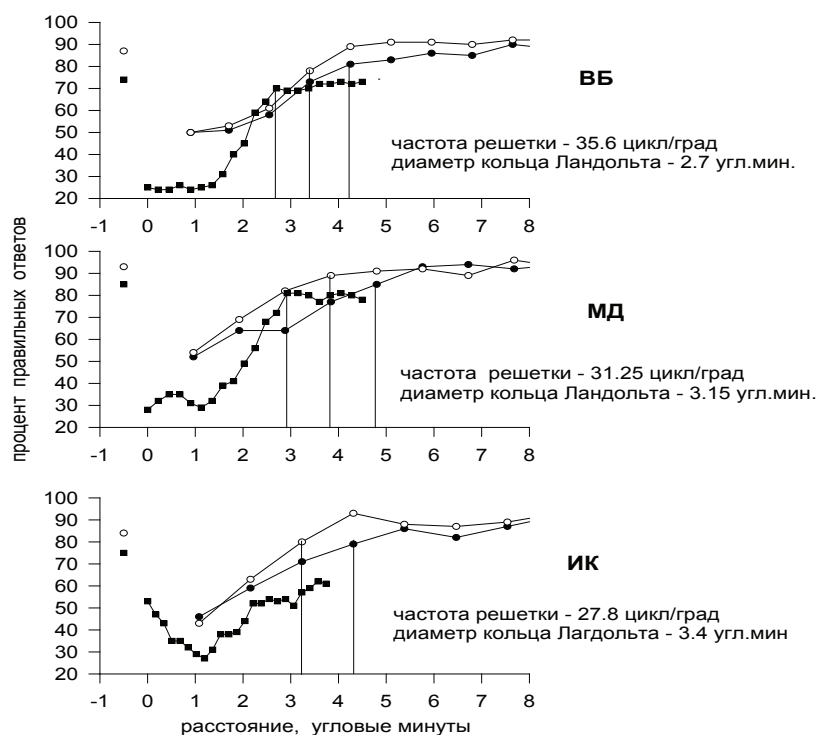 процент правильных ответов
100
90
80
70
60
50
40
30
20
-1 0 1 2 3 4 5 6 7 8
ВБ
частота решетки - 35.6 цикл/град
диаметр кольца Ландольта - 2.7 угл.мин.
100
90
80
70
60
50
40
30
20
-1 0 1 2 3 4 5 6 7 8
МД
частота решетки - 31.25 цикл/град
диаметр кольца Ландольта - 3.15 угл.мин.
100
90
80
70
60
50
40
30
20
-1 0 1 2 3 4 5 6 7 8
ИК
частота решетки - 27.8 цикл/град
диаметр кольца Лагдольта - 3.4 угл.мин
расстояние, угловые минуты